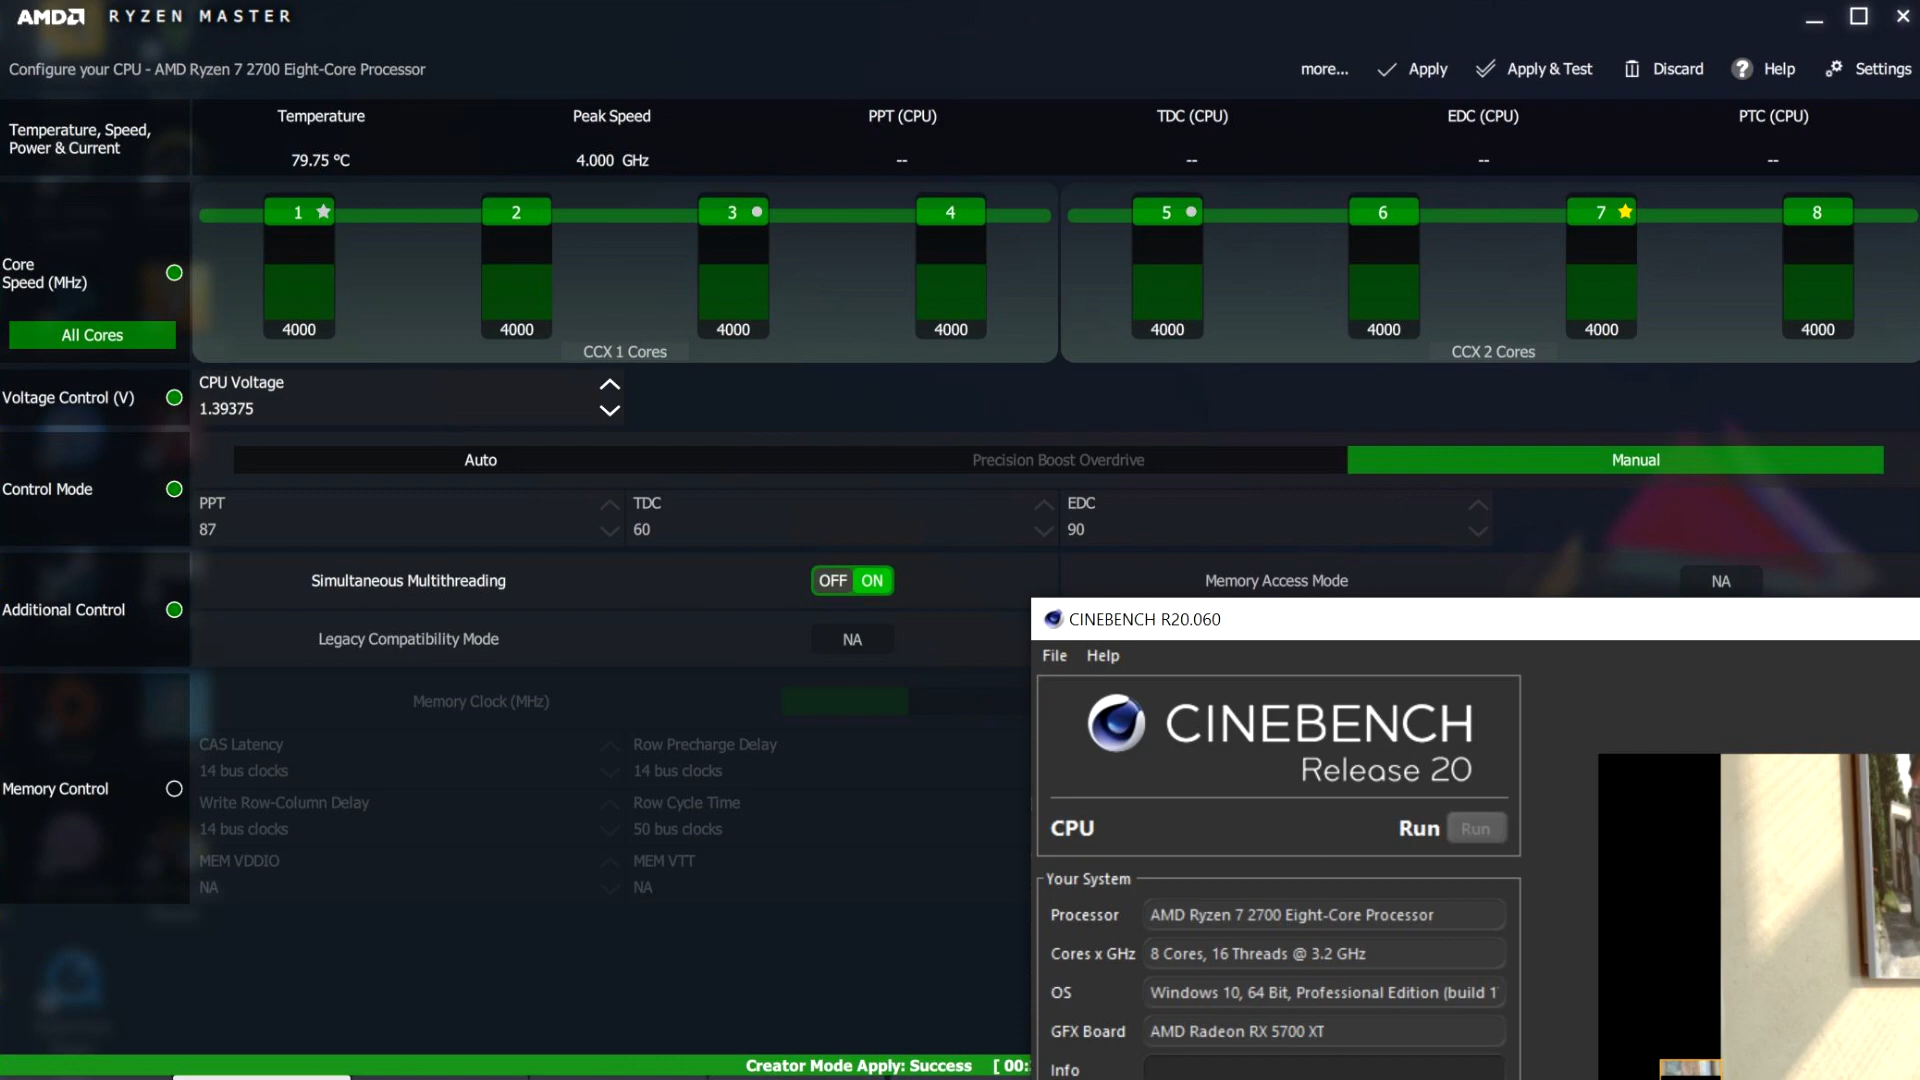 AMD RYZEN MASTER
Configure your CPU - AMD Ryzen 7 2700 Eight-Core Processor
more... Apply Apply & Test Discard ? Help Settings
Temperature, Speed,
Power & Current
Temperature Peak Speed PPT (CPU) TDC (CPU) EDC (CPU) PTC (CPU)
79.75 °C 4.000 GHz -- -- -- --
Core
Speed (MHz)
All Cores
1 2 3 4 5 6 7 8
4000 4000 4000 4000 4000 4000 4000 4000
CCX 1 Cores CCX 2 Cores
Voltage Control (V)
CPU Voltage
1.39375
Control Mode
Auto Precision Boost Overdrive Manual
PPT TDC EDC
87 60 90
Additional Control
Simultaneous Multithreading OFF ON Memory Access Mode NA
Legacy Compatibility Mode NA
Memory Control
Memory Clock (MHz)
CAS Latency Row Precharge Delay
14 bus clocks 14 bus clocks
Write Row-Column Delay Row Cycle Time
14 bus clocks 50 bus clocks
MEM VDDIO MEM VTT
NA NA
Creator Mode Apply: Success [ 00:
CINEBENCH R20.060
File Help
CINEBENCH
Release 20
CPU Run Run
Your System
Processor AMD Ryzen 7 2700 Eight-Core Processor
Cores x GHz 8 Cores, 16 Threads @ 3.2 GHz
OS Windows 10, 64 Bit, Professional Edition (build 1
GFX Board AMD Radeon RX 5700 XT
Info